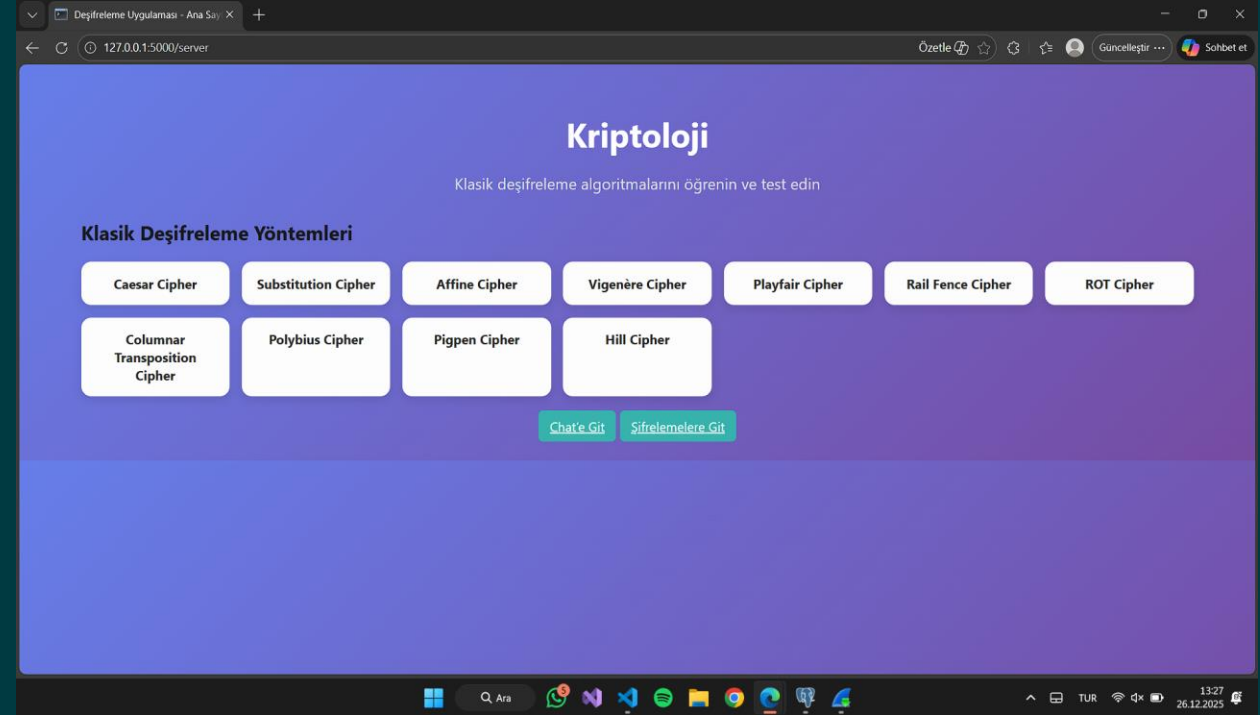 Deşifreleme Uygulaması - Ana Say
127.0.0.1:5000/server
Özetle
Güncelleştir
Sohbet et
Kriptoloji
Klasik deşifreleme algoritmalarını öğrenin ve test edin
Klasik Deşifreleme Yöntemleri
Caesar Cipher
Substitution Cipher
Affine Cipher
Vigenère Cipher
Playfair Cipher
Rail Fence Cipher
ROT Cipher
Columnar
Transposition
Cipher
Polybius Cipher
Pigpen Cipher
Hill Cipher
Chat'e Git
Şifrelemelere Git
Ara
5
TUR
13:27
26.12.2025